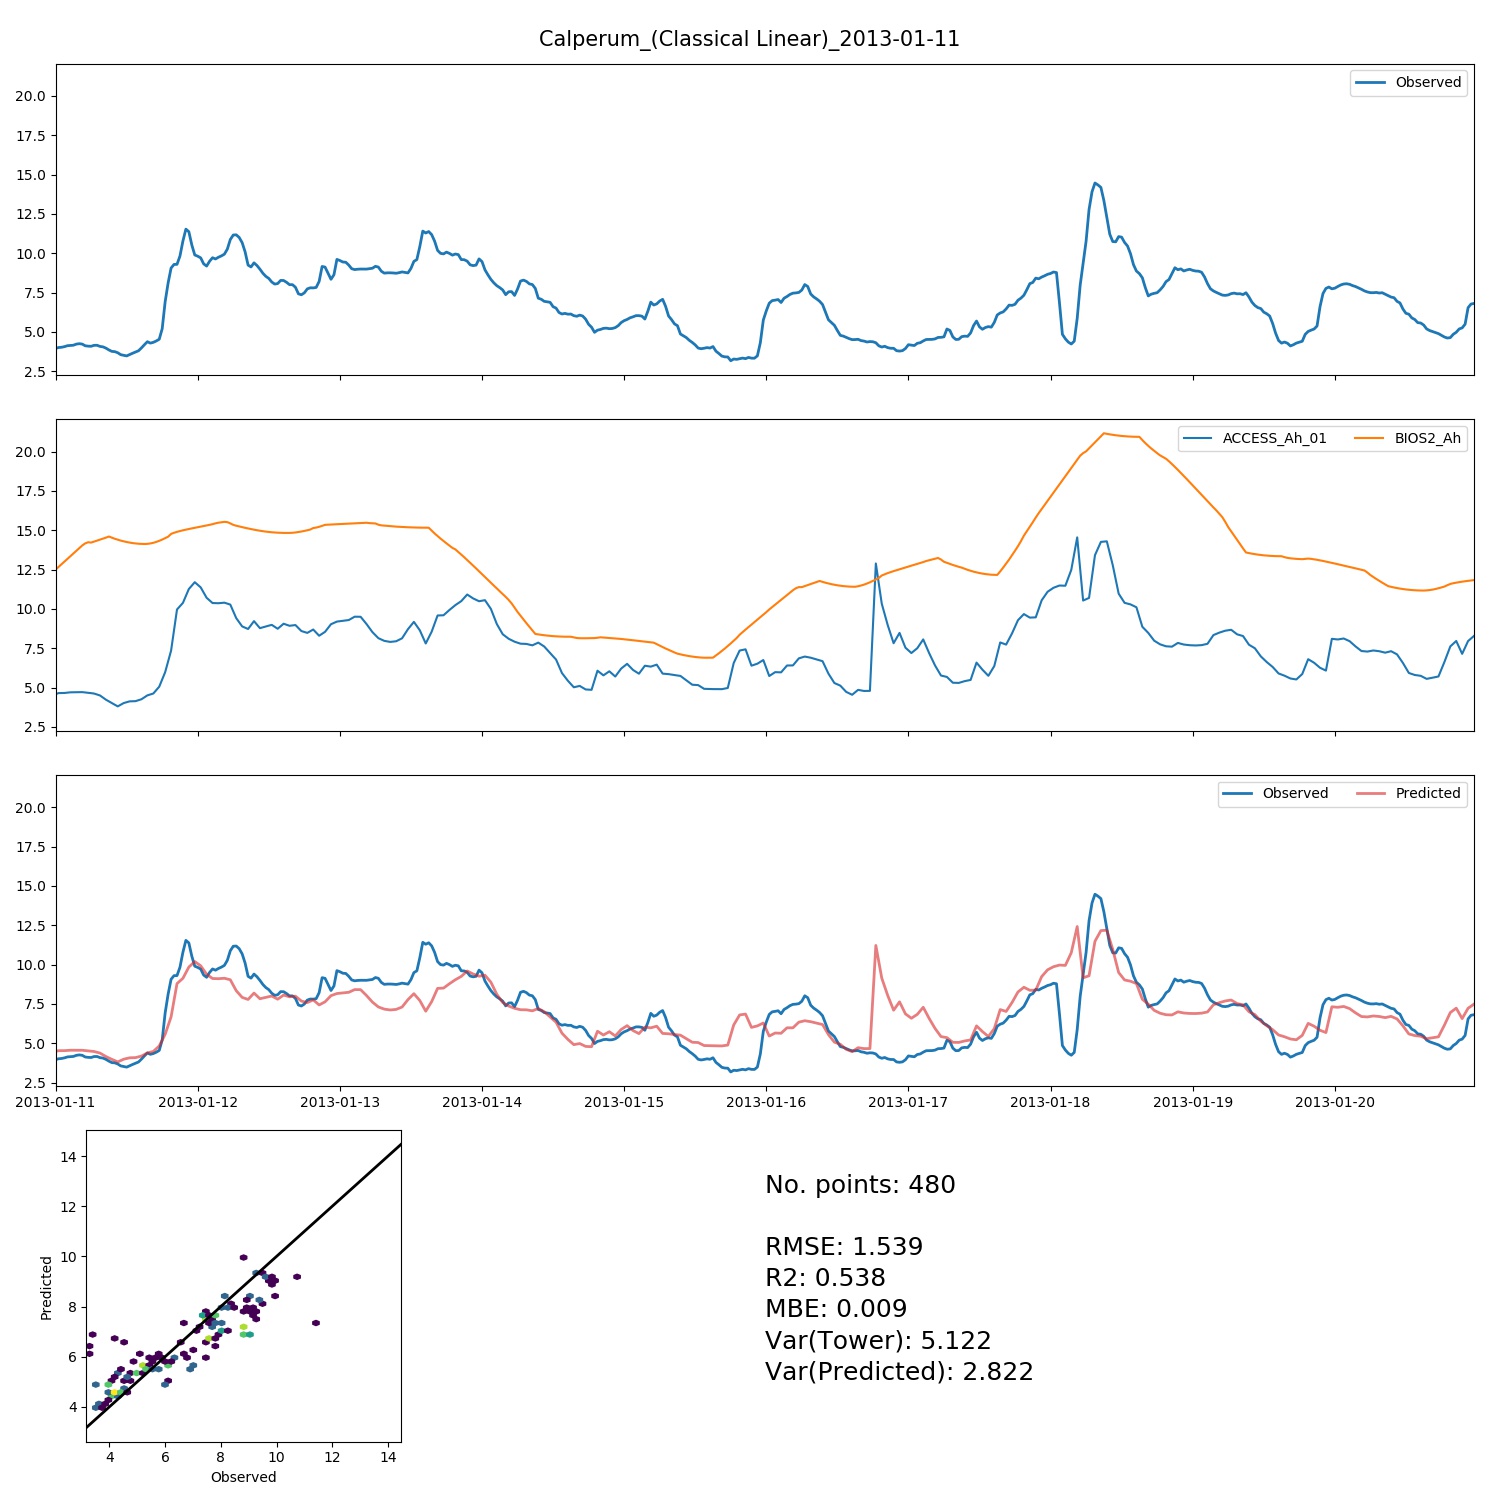 Calperum_(Classical Linear)_2013-01-11
Observed
20.0
17.5
15.0
12.5
10.0
7.5
5.0
2.5
ACCESS_Ah_01 BIOS2_Ah
20.0
17.5
15.0
12.5
10.0
7.5
5.0
2.5
Observed Predicted
20.0
17.5
15.0
12.5
10.0
7.5
5.0
2.5
2013-01-11 2013-01-12 2013-01-13 2013-01-14 2013-01-15 2013-01-16 2013-01-17 2013-01-18 2013-01-19 2013-01-20
Predicted
14
12
10
8
6
4
4 6 8 10 12 14
Observed
No. points: 480
RMSE: 1.539
R2: 0.538
MBE: 0.009
Var(Tower): 5.122
Var(Predicted): 2.822